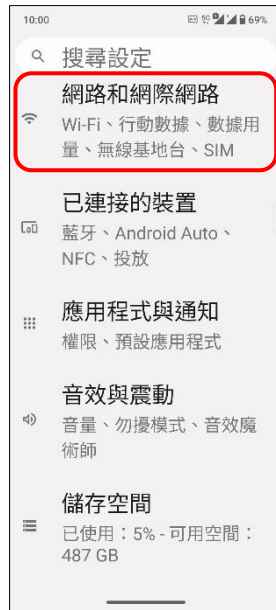 10:00
5G 69%
搜尋設定
網路和網際網路
Wi-Fi、行動數據、數據用
量、無線基地台、SIM
已連接的裝置
藍牙、Android Auto、
NFC、投放
應用程式與通知
權限、預設應用程式
音效與震動
音量、勿擾模式、音效魔
術師
儲存空間
已使用：5% - 可用空間：
487 GB